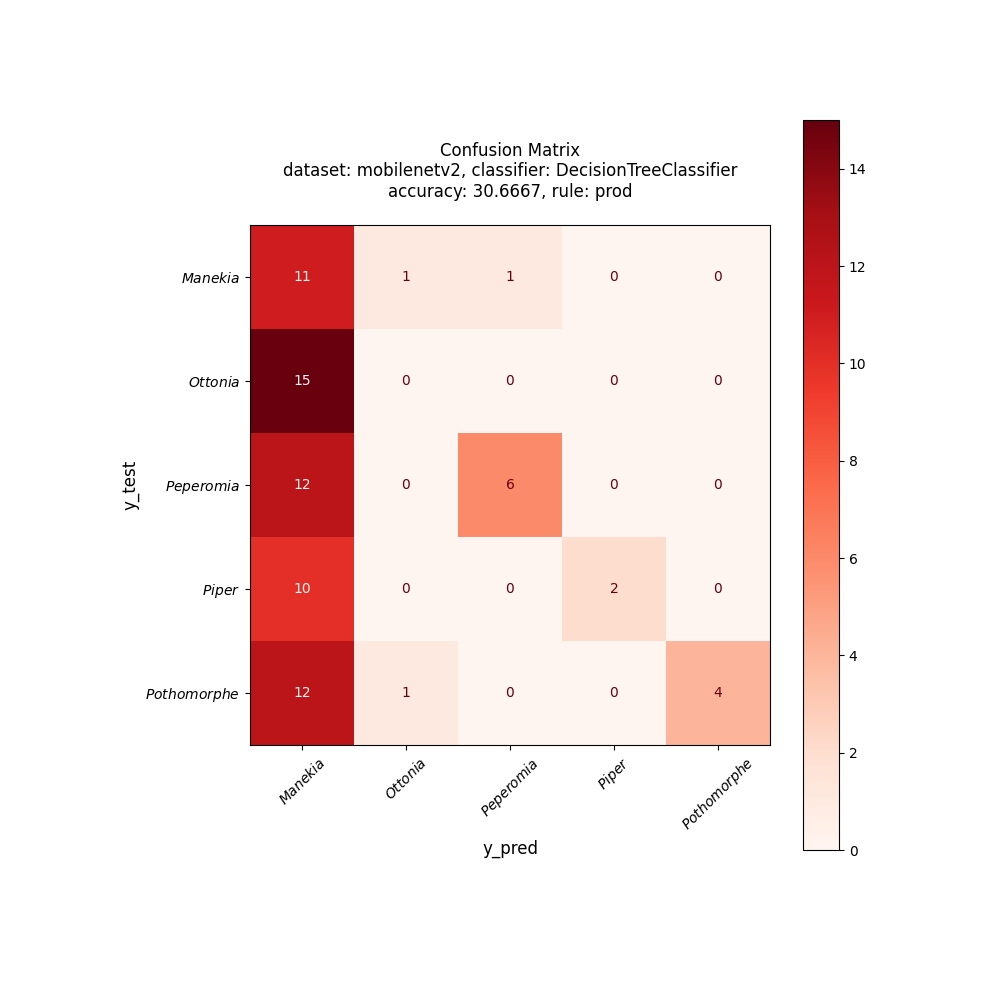 Confusion Matrix
dataset: mobilenetv2, classifier: DecisionTreeClassifier
accuracy: 30.6667, rule: prod
y_test
Manekia 11 1 1 0 0
Ottonia 15 0 0 0 0
Peperomia 12 0 6 0 0
Piper 10 0 0 2 0
Pothomorphe 12 1 0 0 4
Manekia Ottonia Peperomia Piper Pothomorphe
y_pred
14
12
10
8
6
4
2
0